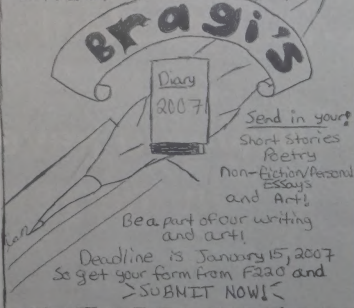 Bragi's
Diary
2007
Send in your!
Short Stories
Poetry
Non-fiction/Personal
Essays
and Art!
Be a part of our writing
and art!
Deadline is January 15, 2007
So get your form from F220 and
SUBMIT NOW!